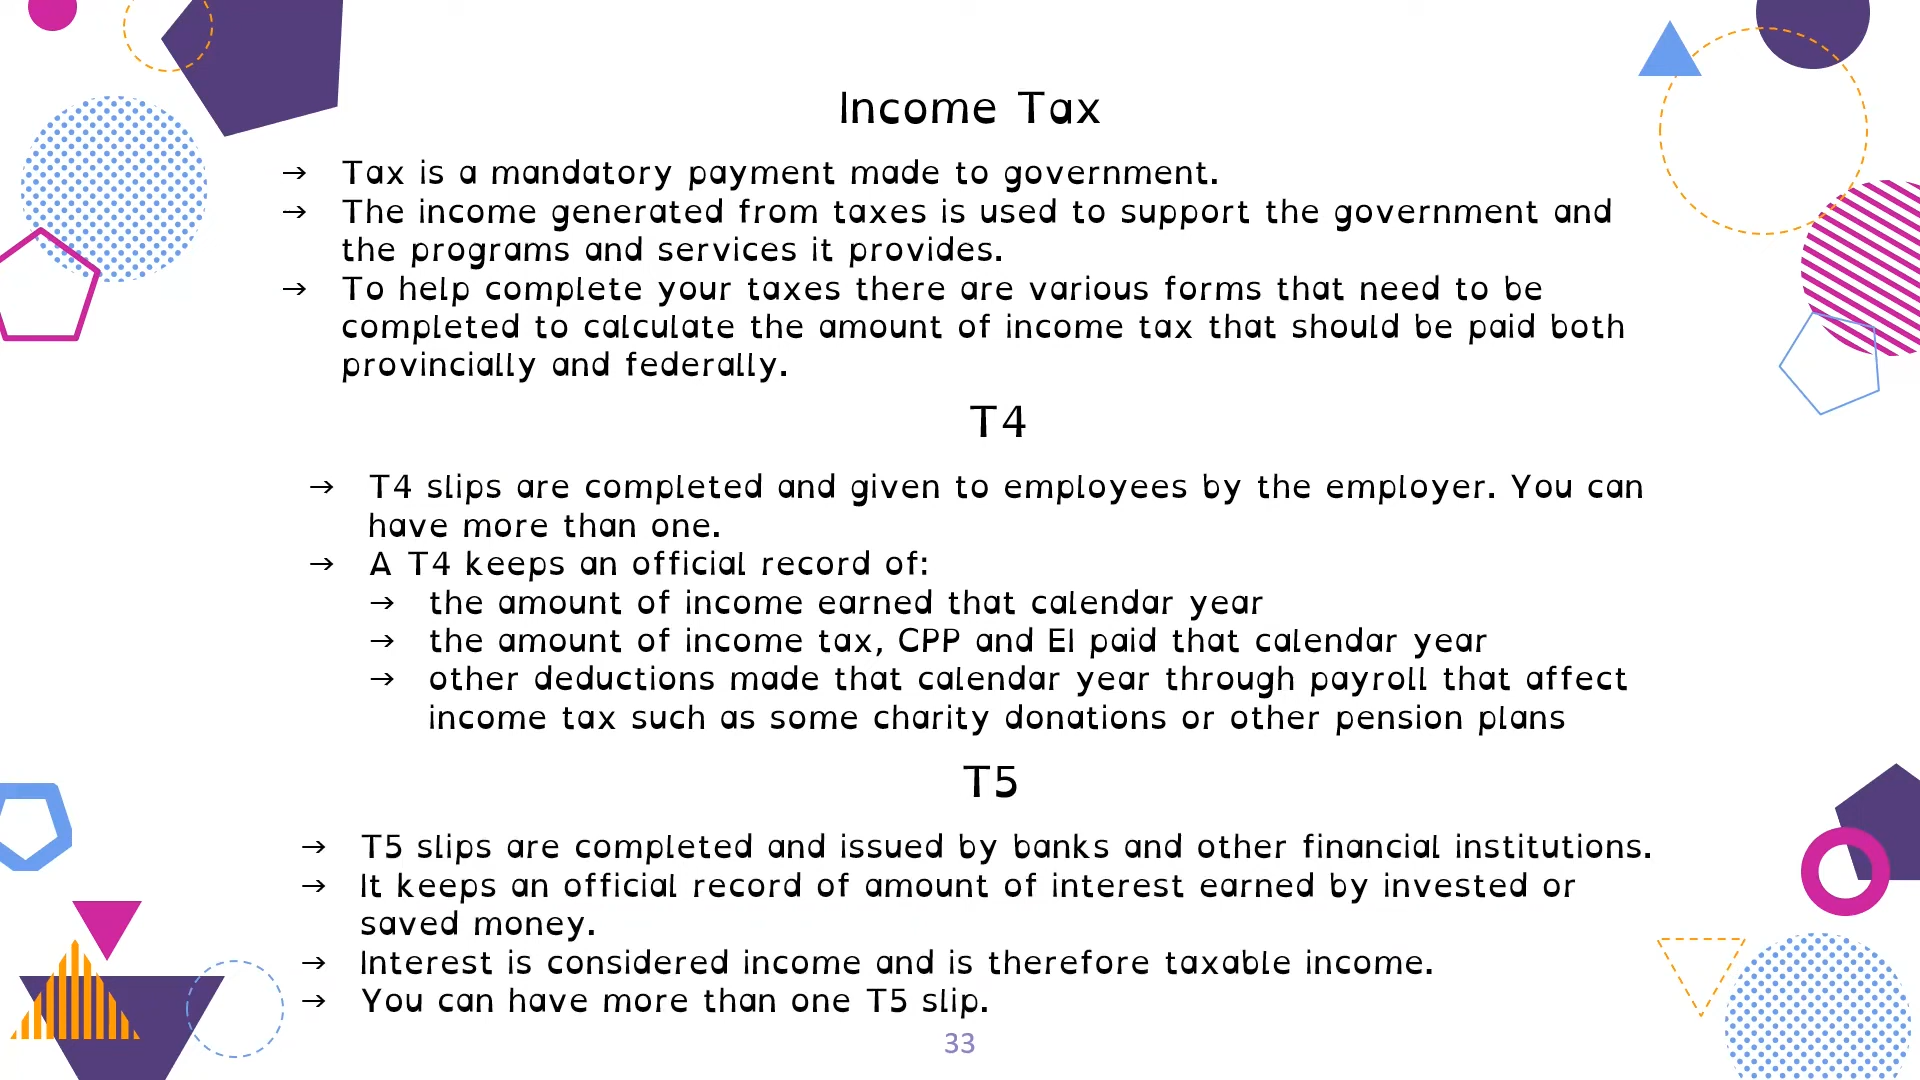 Income Tax
→ Tax is a mandatory payment made to government.
→ The income generated from taxes is used to support the government and
the programs and services it provides.
→ To help complete your taxes there are various forms that need to be
completed to calculate the amount of income tax that should be paid both
provincially and federally.
T4
→ T4 slips are completed and given to employees by the employer. You can
have more than one.
→ A T4 keeps an official record of:
→ the amount of income earned that calendar year
→ the amount of income tax, CPP and EI paid that calendar year
→ other deductions made that calendar year through payroll that affect
income tax such as some charity donations or other pension plans
T5
→ T5 slips are completed and issued by banks and other financial institutions.
→ It keeps an official record of amount of interest earned by invested or
saved money.
→ Interest is considered income and is therefore taxable income.
→ You can have more than one T5 slip.
33